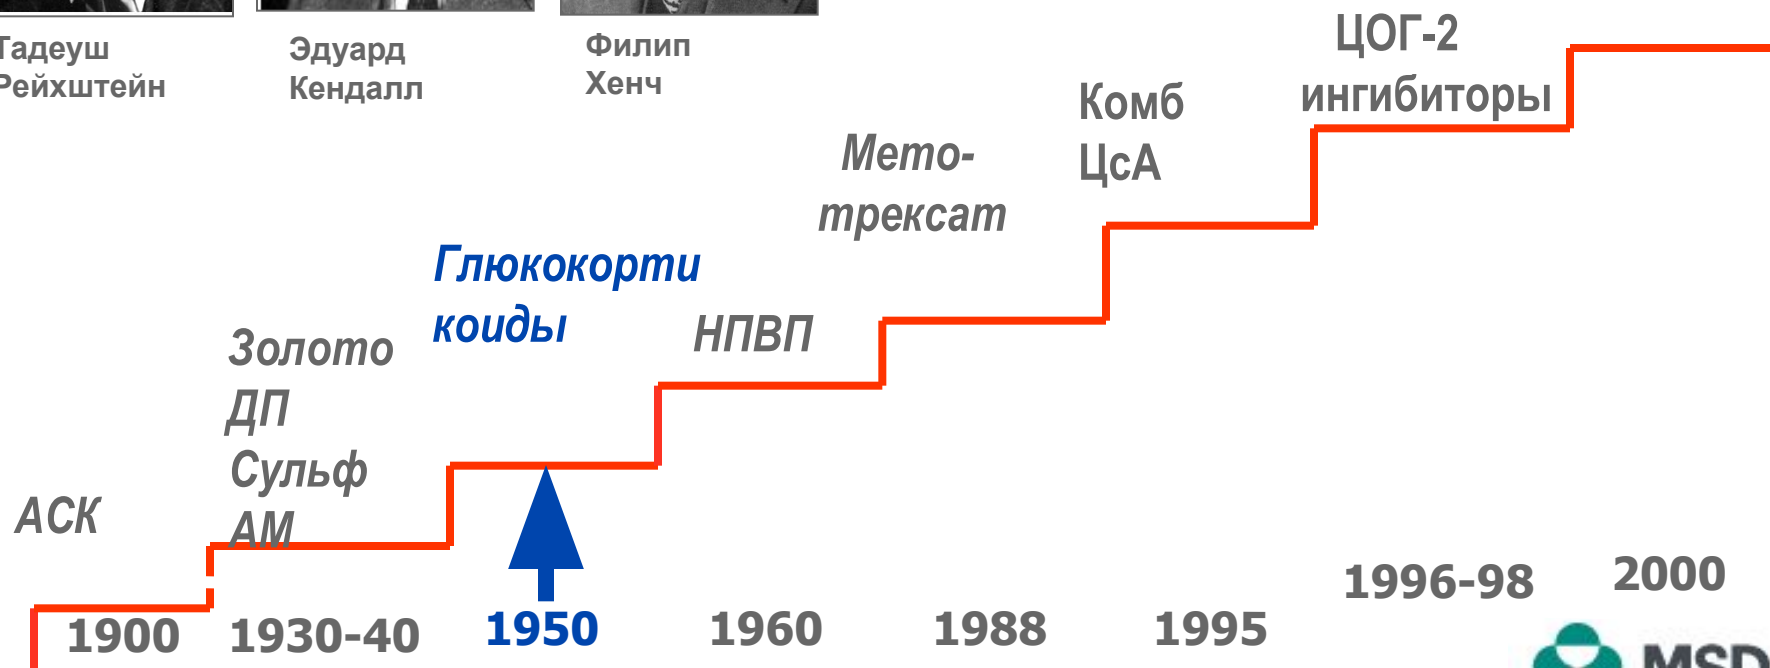 Тадеуш
Рейхштейн
Эдуард
Кендалл
Филип
Хенч
ЦОГ-2
ингибиторы
Комб
ЦсА
Мето-
трексат
Глюкокорти
коиды
НПВП
Золото
ДП
Сульф
АМ
АСК
1900
1930-40
1950
1960
1988
1995
1996-98
2000
MSD